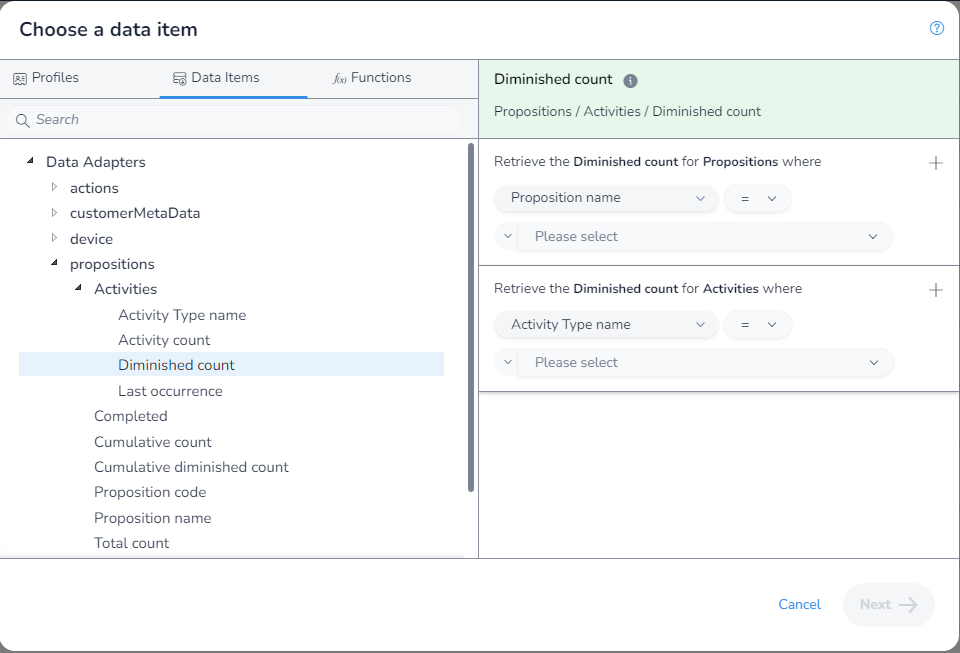 Choose a data item
Profiles
Data Items
f(x) Functions
Search
Data Adapters
actions
customerMetaData
device
propositions
Activities
Activity Type name
Activity count
Diminished count
Last occurrence
Completed
Cumulative count
Cumulative diminished count
Proposition code
Proposition name
Total count
Diminished count
Propositions / Activities / Diminished count
Retrieve the Diminished count for Propositions where
Proposition name
=
Please select
Retrieve the Diminished count for Activities where
Activity Type name
=
Please select
Cancel
Next